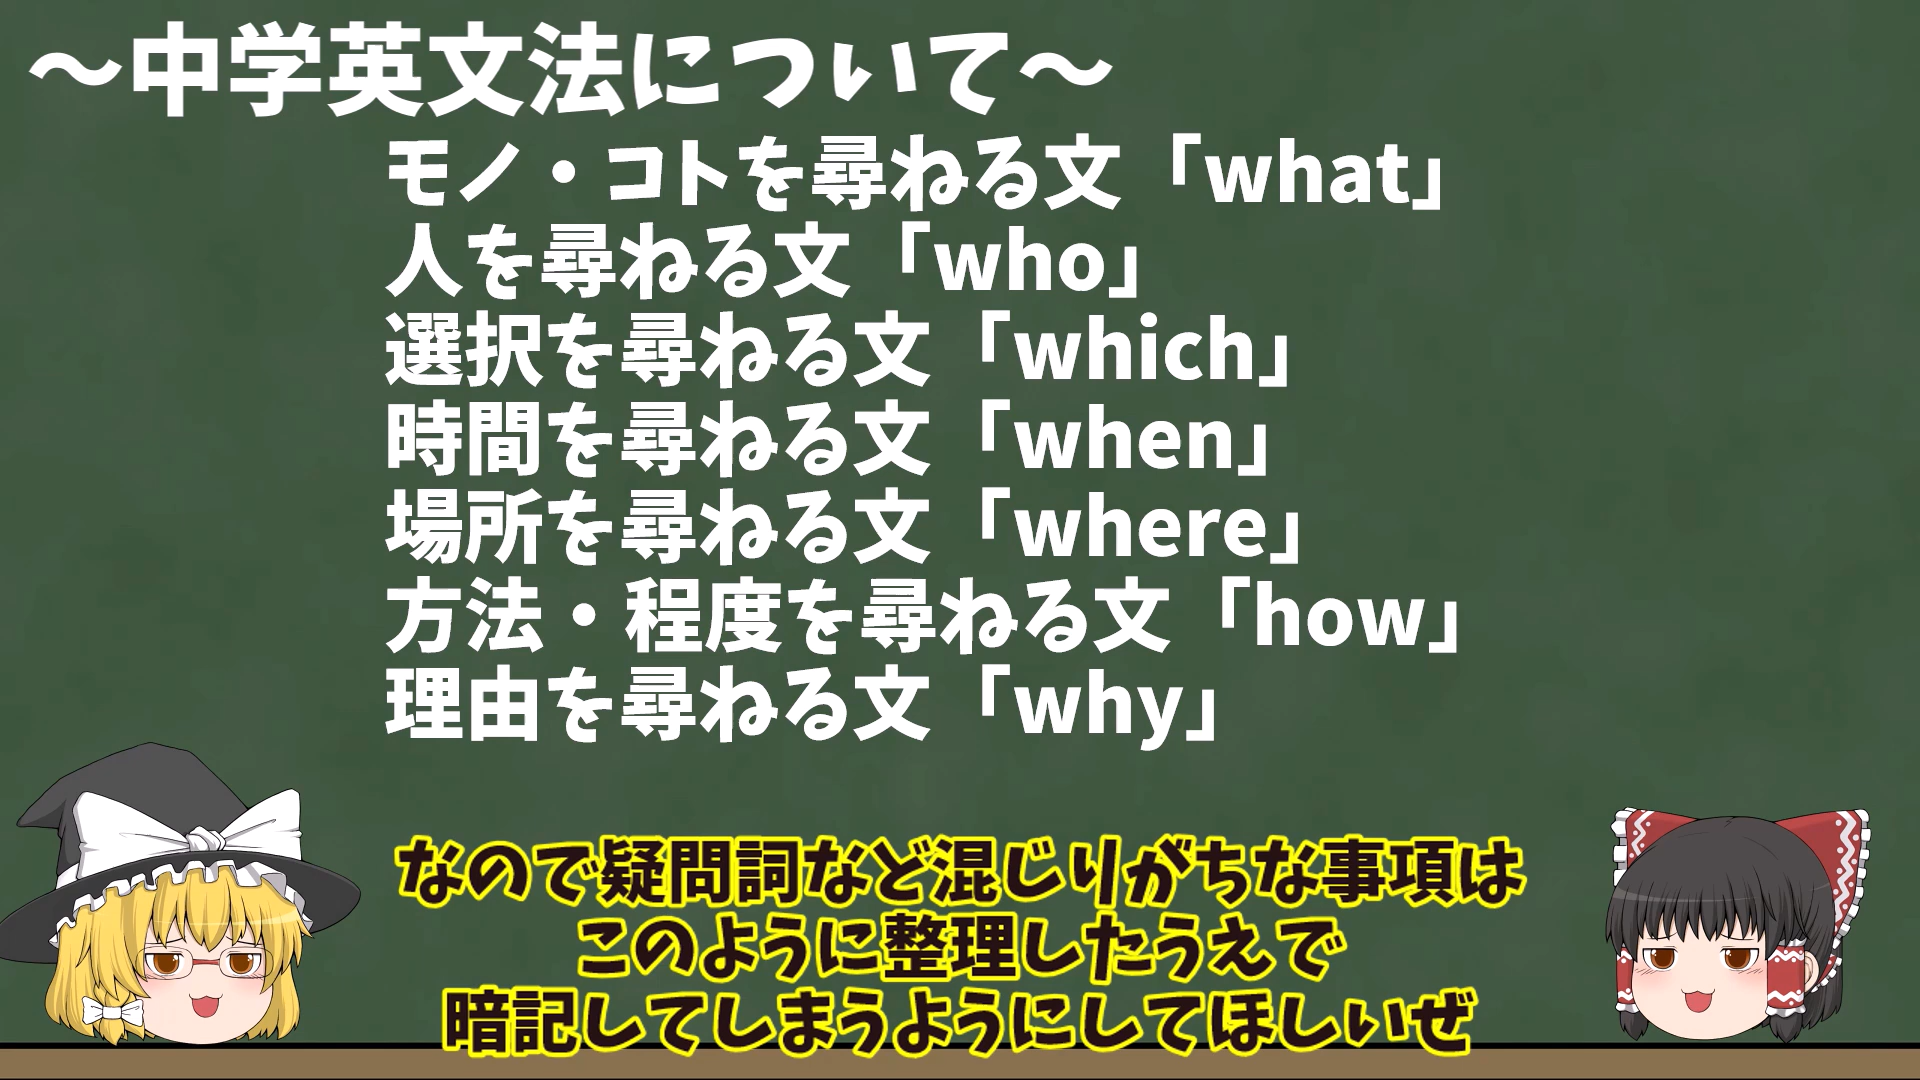 ～中学英文法について～
モノ・コトを尋ねる文「what」
人を尋ねる文「who」
選択を尋ねる文「which」
時間を尋ねる文「when」
場所を尋ねる文「where」
方法・程度を尋ねる文「how」
理由を尋ねる文「why」
なので疑問詞など混じりがちな事項は
このように整理したうえで
暗記してしまうようにしてほしいぜ